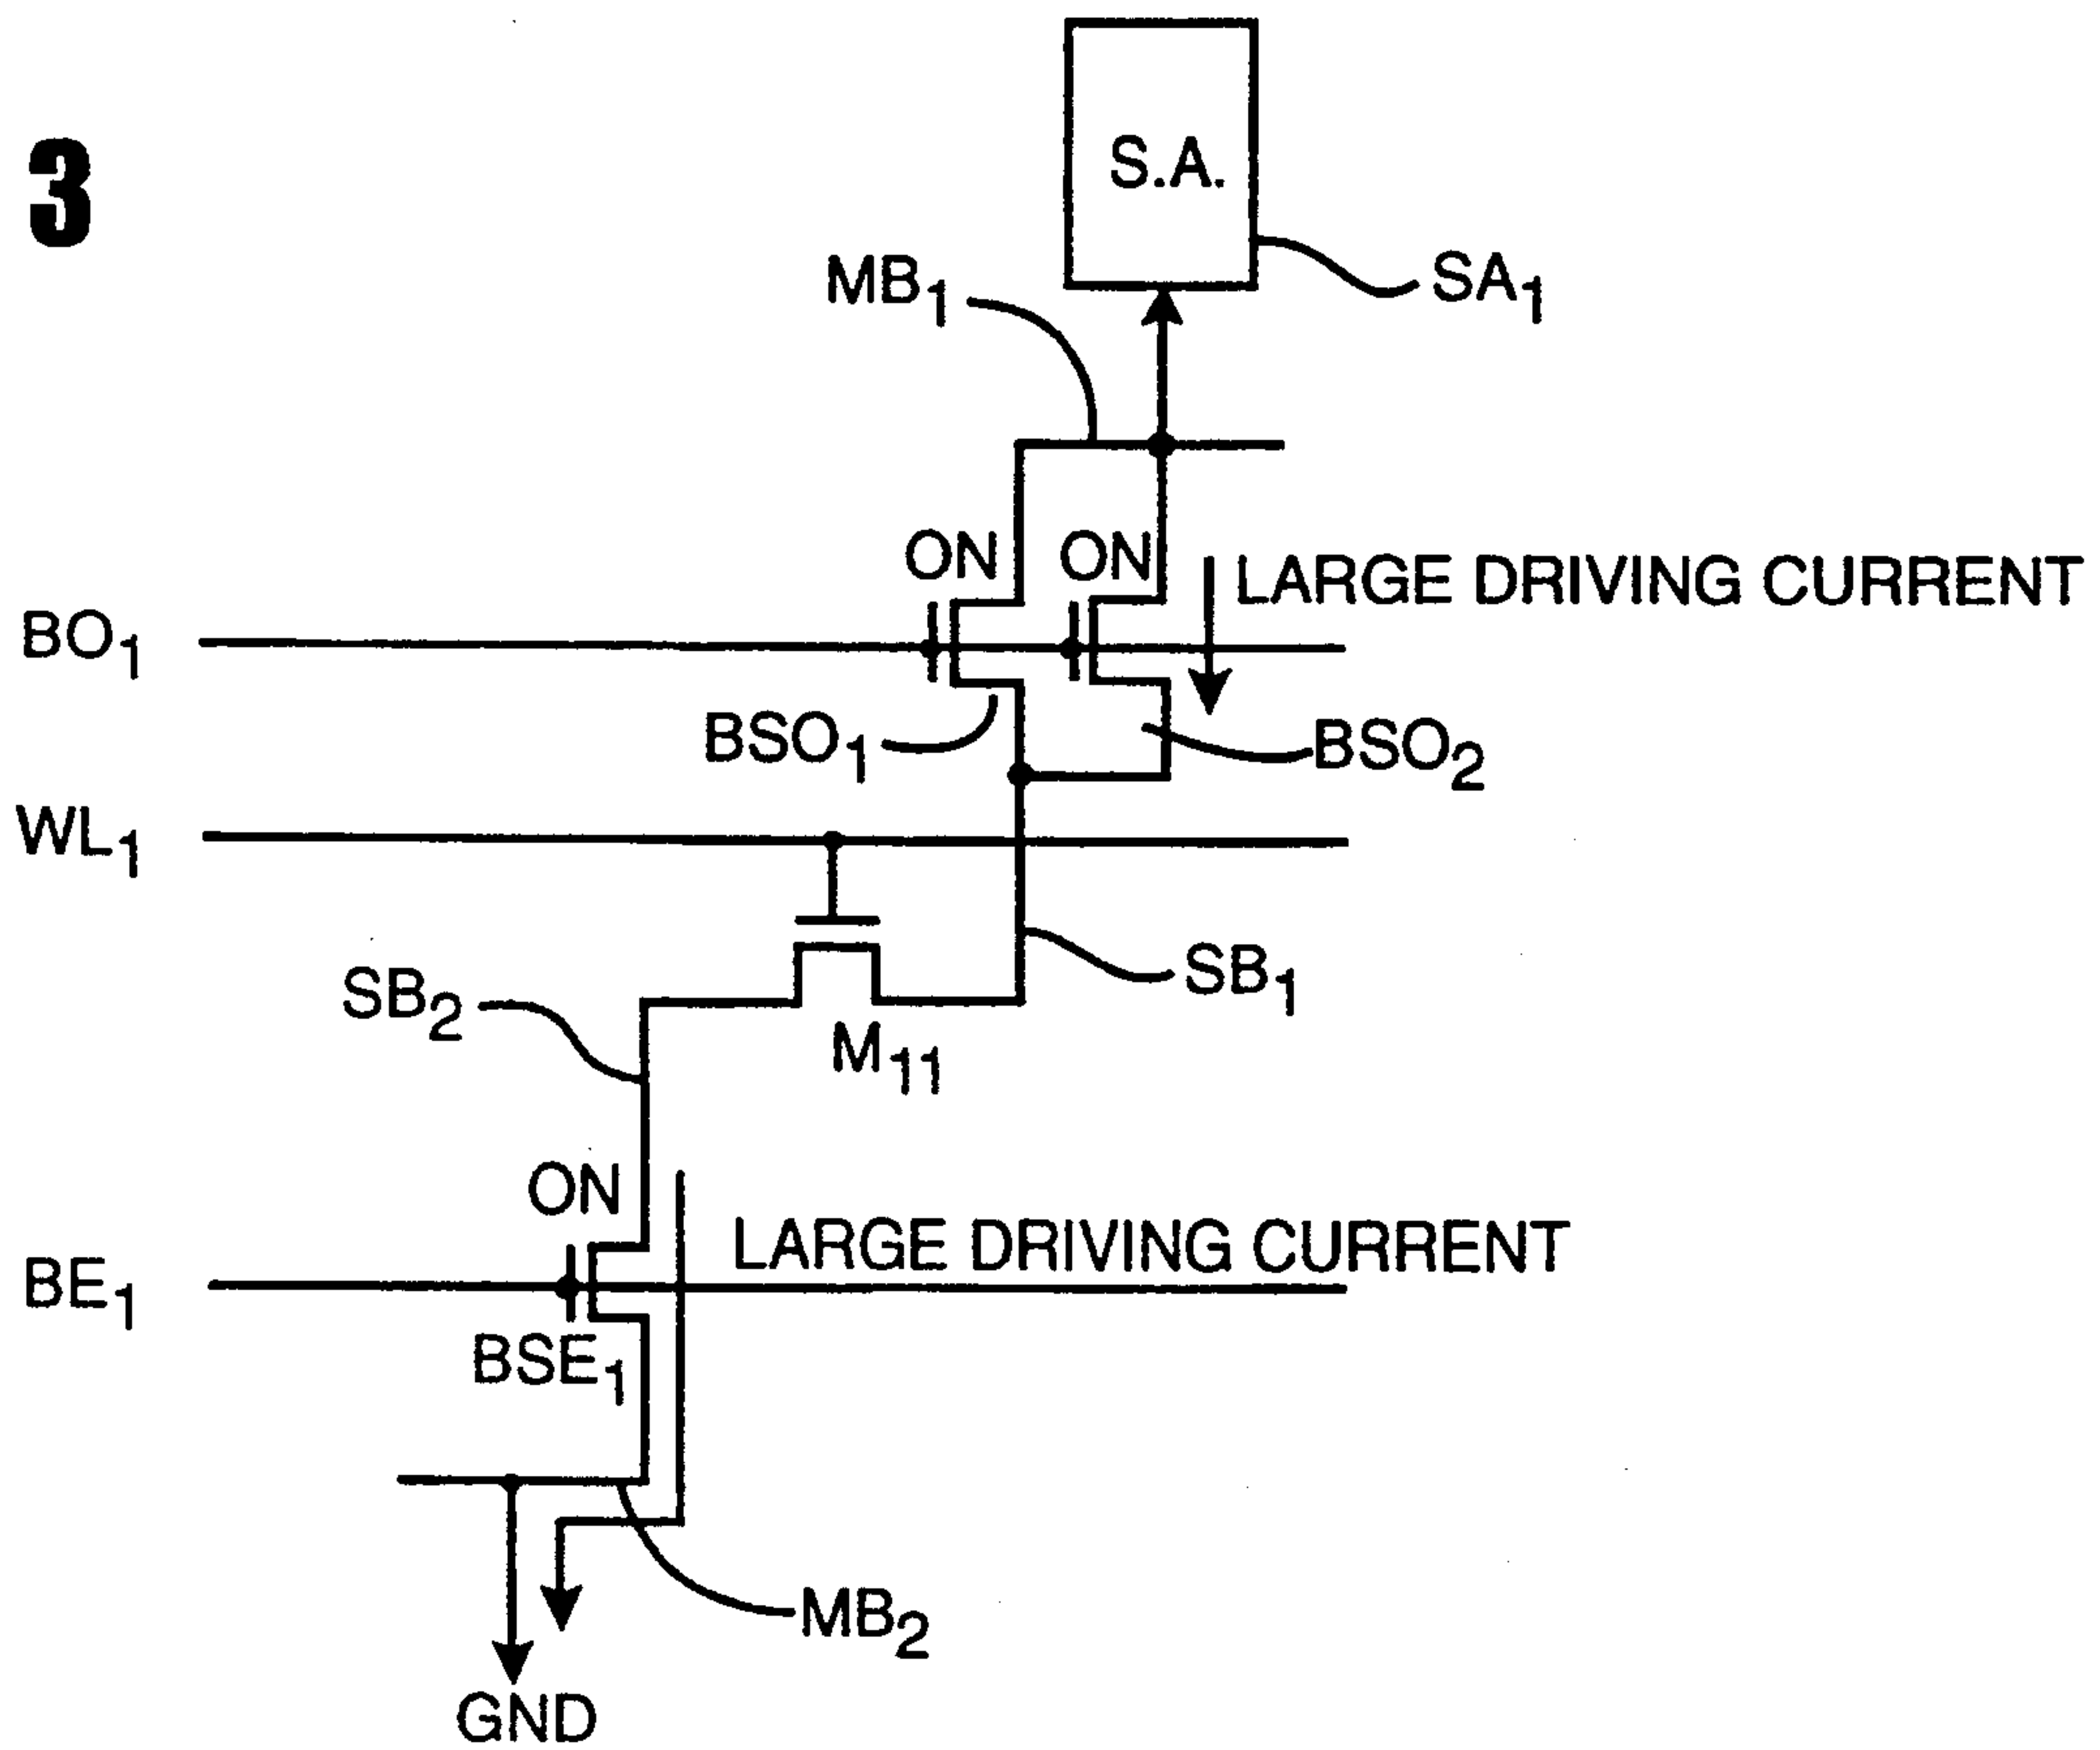 3
S.A.
MB1
SA1
ON
ON
LARGE DRIVING CURRENT
BO1
BSO1
BSO2
WL1
SB1
SB2
M11
ON
LARGE DRIVING CURRENT
BE1
BSE1
MB2
GND